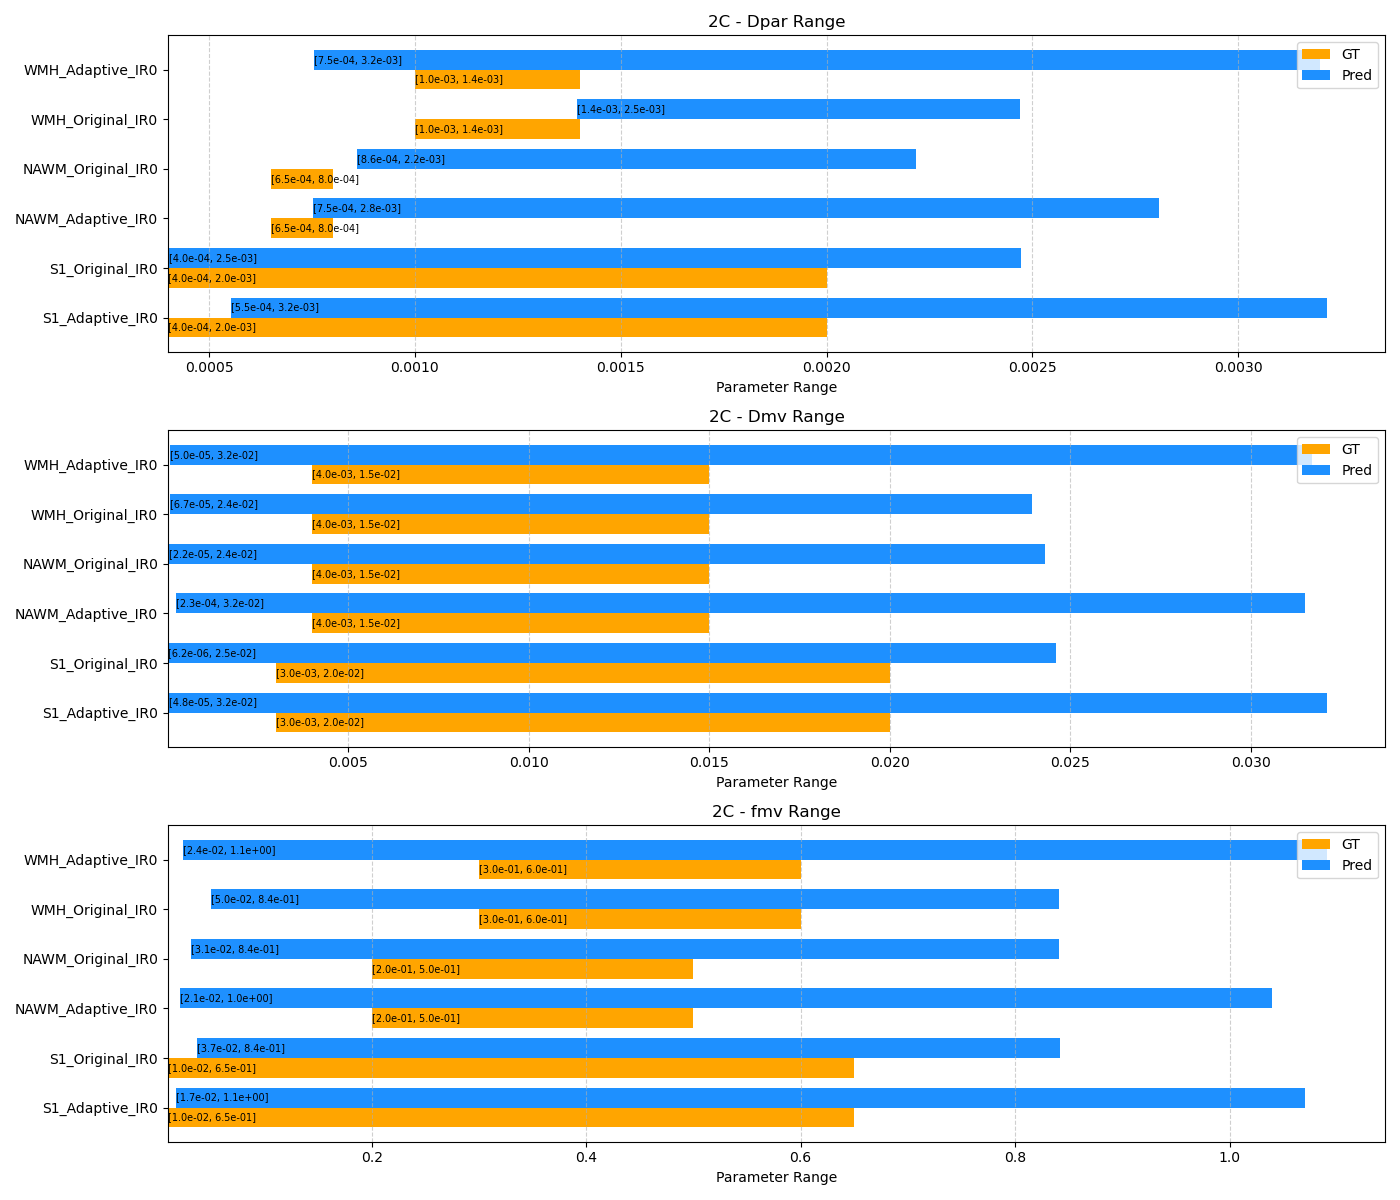 2C - Dpar Range
WMH_Adaptive_IR0
[7.5e-04, 3.2e-03]
[1.0e-03, 1.4e-03]
WMH_Original_IR0
[1.4e-03, 2.5e-03]
[1.0e-03, 1.4e-03]
NAWM_Original_IR0
[8.6e-04, 2.2e-03]
[6.5e-04, 8.0e-04]
NAWM_Adaptive_IR0
[7.5e-04, 2.8e-03]
[6.5e-04, 8.0e-04]
S1_Original_IR0
[4.0e-04, 2.5e-03]
[4.0e-04, 2.0e-03]
S1_Adaptive_IR0
[5.5e-04, 3.2e-03]
[4.0e-04, 2.0e-03]
GT
Pred
0.0005 0.0010 0.0015 0.0020 0.0025 0.0030
Parameter Range
2C - Dmv Range
WMH_Adaptive_IR0
[5.0e-05, 3.2e-02]
[4.0e-03, 1.5e-02]
WMH_Original_IR0
[6.7e-05, 2.4e-02]
[4.0e-03, 1.5e-02]
NAWM_Original_IR0
[2.2e-05, 2.4e-02]
[4.0e-03, 1.5e-02]
NAWM_Adaptive_IR0
[2.3e-04, 3.2e-02]
[4.0e-03, 1.5e-02]
S1_Original_IR0
[6.2e-06, 2.5e-02]
[3.0e-03, 2.0e-02]
S1_Adaptive_IR0
[4.8e-05, 3.2e-02]
[3.0e-03, 2.0e-02]
GT
Pred
0.005 0.010 0.015 0.020 0.025 0.030
Parameter Range
2C - fmv Range
WMH_Adaptive_IR0
[2.4e-02, 1.1e+00]
[3.0e-01, 6.0e-01]
WMH_Original_IR0
[5.0e-02, 8.4e-01]
[3.0e-01, 6.0e-01]
NAWM_Original_IR0
[3.1e-02, 8.4e-01]
[2.0e-01, 5.0e-01]
NAWM_Adaptive_IR0
[2.1e-02, 1.0e+00]
[2.0e-01, 5.0e-01]
S1_Original_IR0
[3.7e-02, 8.4e-01]
[1.0e-02, 6.5e-01]
S1_Adaptive_IR0
[1.7e-02, 1.1e+00]
[1.0e-02, 6.5e-01]
GT
Pred
0.2 0.4 0.6 0.8 1.0
Parameter Range